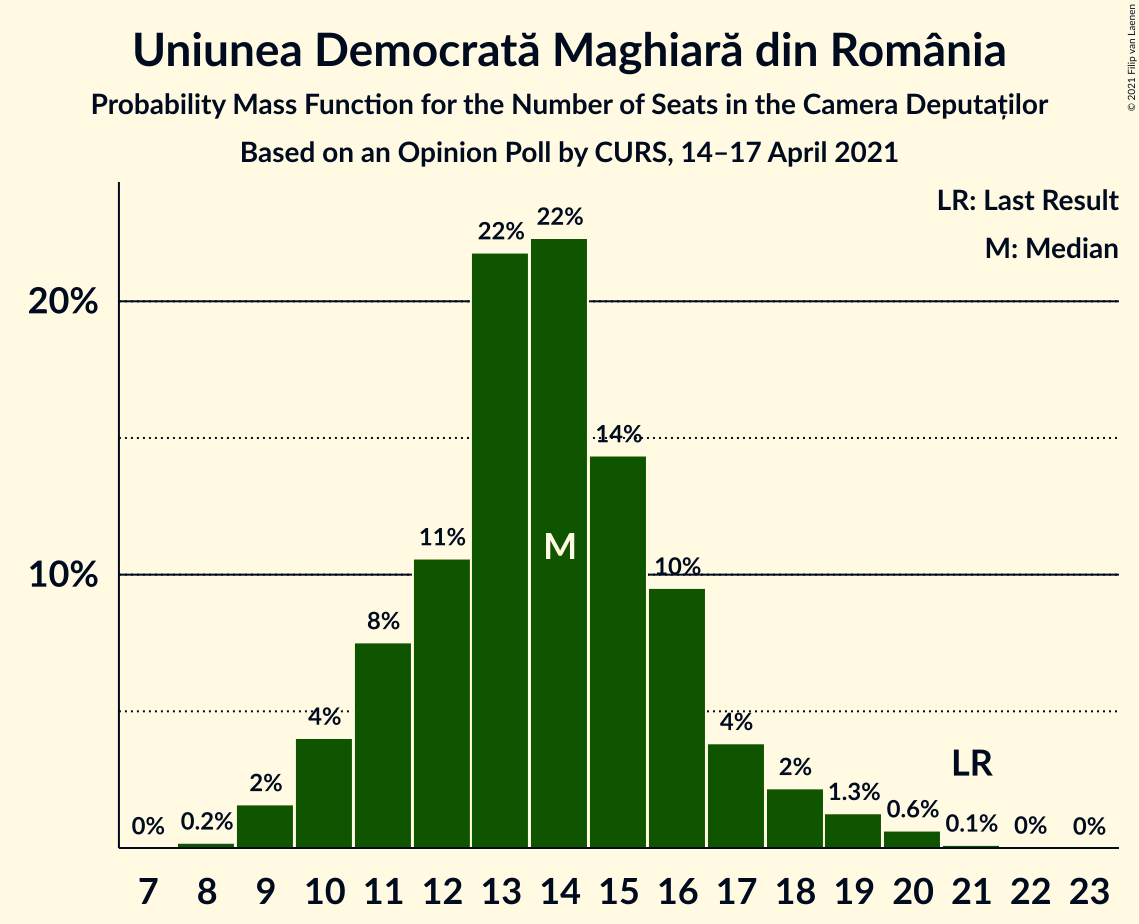 Uniunea Democrată Maghiară din România
Probability Mass Function for the Number of Seats in the Camera Deputaților
Based on an Opinion Poll by CURS, 14–17 April 2021
© 2021 Filip van Laenen
LR: Last Result
M: Median
20%
10%
0%
0.2%
2%
4%
8%
11%
22%
22%
14%
10%
4%
2%
1.3%
0.6%
0.1%
0%
0%
M
LR
7 8 9 10 11 12 13 14 15 16 17 18 19 20 21 22 23